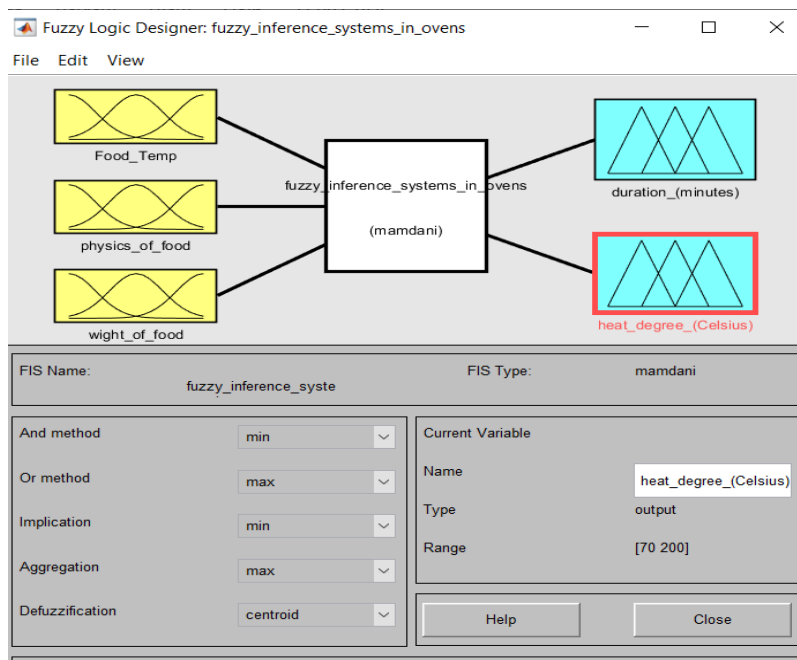 Fuzzy Logic Designer: fuzzy_inference_systems_in_ovens
File Edit View
Food_Temp
physics_of_food
wight_of_food
fuzzy_inference_systems_in_ovens
(mamdani)
duration_(minutes)
heat_degree_(Celsius)
FIS Name:
fuzzy_inference_syste
FIS Type:
mamdani
And method
min
Or method
max
Implication
min
Aggregation
max
Defuzzification
centroid
Current Variable
Name
heat_degree_(Celsius)
Type
output
Range
[70 200]
Help
Close